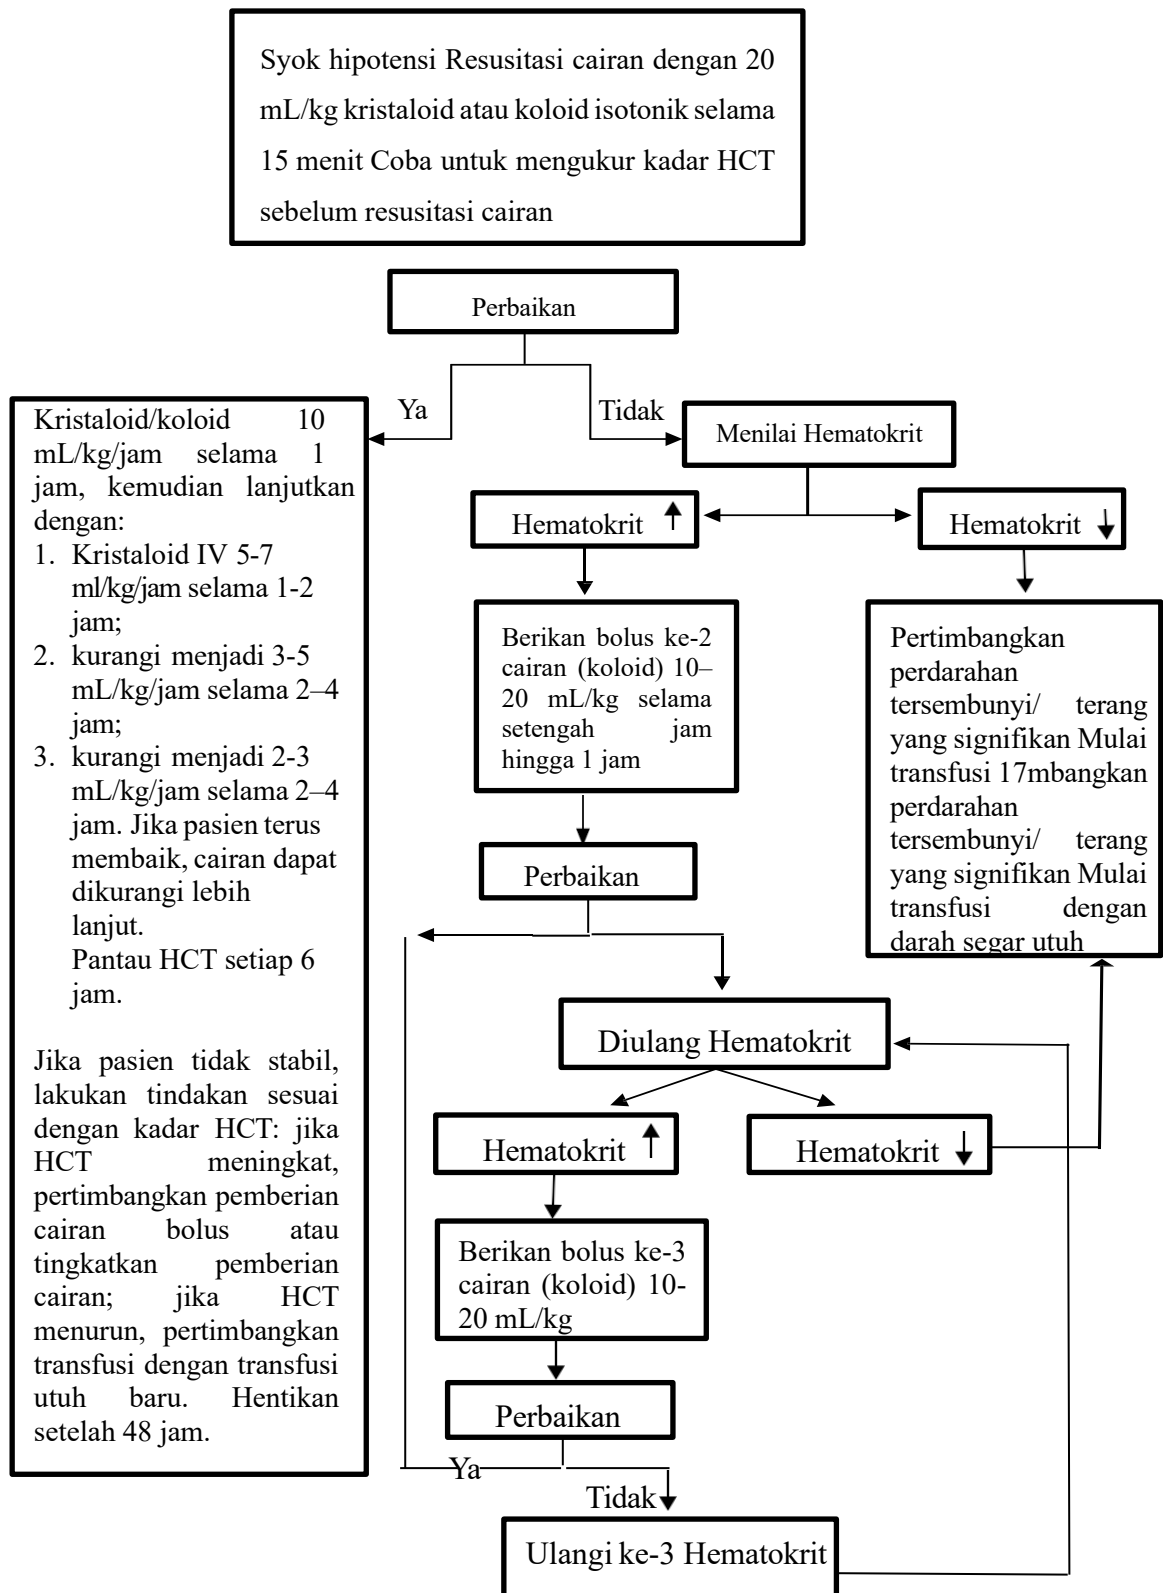 Syok hipotensi Resusitasi cairan dengan 20
mL/kg kristaloid atau koloid isotonik selama
15 menit Coba untuk mengukur kadar HCT
sebelum resusitasi cairan
Perbaikan
Ya
Tidak
Kristaloid/koloid 10
mL/kg/jam selama 1
jam, kemudian lanjutkan
dengan:
1. Kristaloid IV 5-7
ml/kg/jam selama 1-2
jam;
2. kurangi menjadi 3-5
mL/kg/jam selama 2–4
jam;
3. kurangi menjadi 2-3
mL/kg/jam selama 2–4
jam. Jika pasien terus
membaik, cairan dapat
dikurangi lebih
lanjut.
Pantau HCT setiap 6
jam.
Jika pasien tidak stabil,
lakukan tindakan sesuai
dengan kadar HCT: jika
HCT meningkat,
pertimbangkan pemberian
cairan bolus atau
tingkatkan pemberian
cairan; jika HCT
menurun, pertimbangkan
transfusi dengan transfusi
utuh baru. Hentikan
setelah 48 jam.
Menilai Hematokrit
Hematokrit ↑
Hematokrit ↓
Berikan bolus ke-2
cairan (koloid) 10–
20 mL/kg selama
setengah jam
hingga 1 jam
Pertimbangkan
perdarahan
tersembunyi/ terang
yang signifikan Mulai
transfusi 17mbangkan
perdarahan
tersembunyi/ terang
yang signifikan Mulai
transfusi dengan
darah segar utuh
Perbaikan
Diulang Hematokrit
Hematokrit ↑
Hematokrit ↓
Berikan bolus ke-3
cairan (koloid) 10-
20 mL/kg
Perbaikan
Ya
Tidak
Ulangi ke-3 Hematokrit